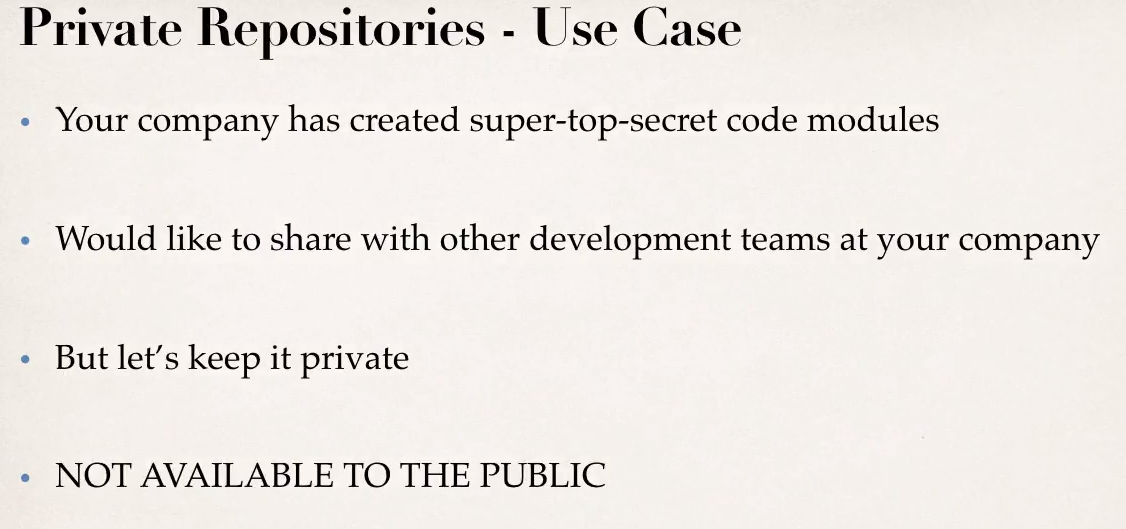 Private Repositories - Use Case
• Your company has created super-top-secret code modules
• Would like to share with other development teams at your company
• But let’s keep it private
• NOT AVAILABLE TO THE PUBLIC